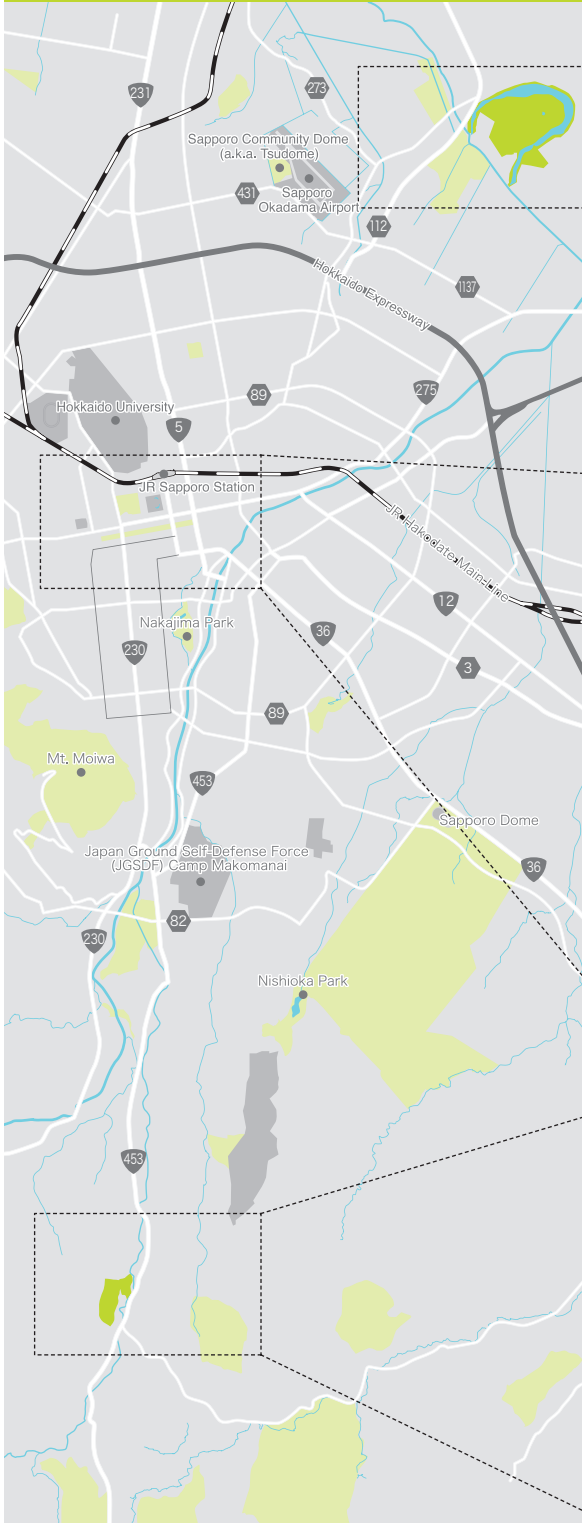 231
273
Sapporo Community Dome
(a.k.a. Tsudome)
431
Sapporo
Okadama Airport
112
Hokkaido Expressway
1137
89
275
Hokkaido University
5
JR Sapporo Station
JR Hakodate Main-Line
12
36
Nakajima Park
230
3
89
Mt. Moiwa
453
Sapporo Dome
Japan Ground Self-Defense Force
(JGSDF) Camp Makomanai
36
82
230
Nishioka Park
453